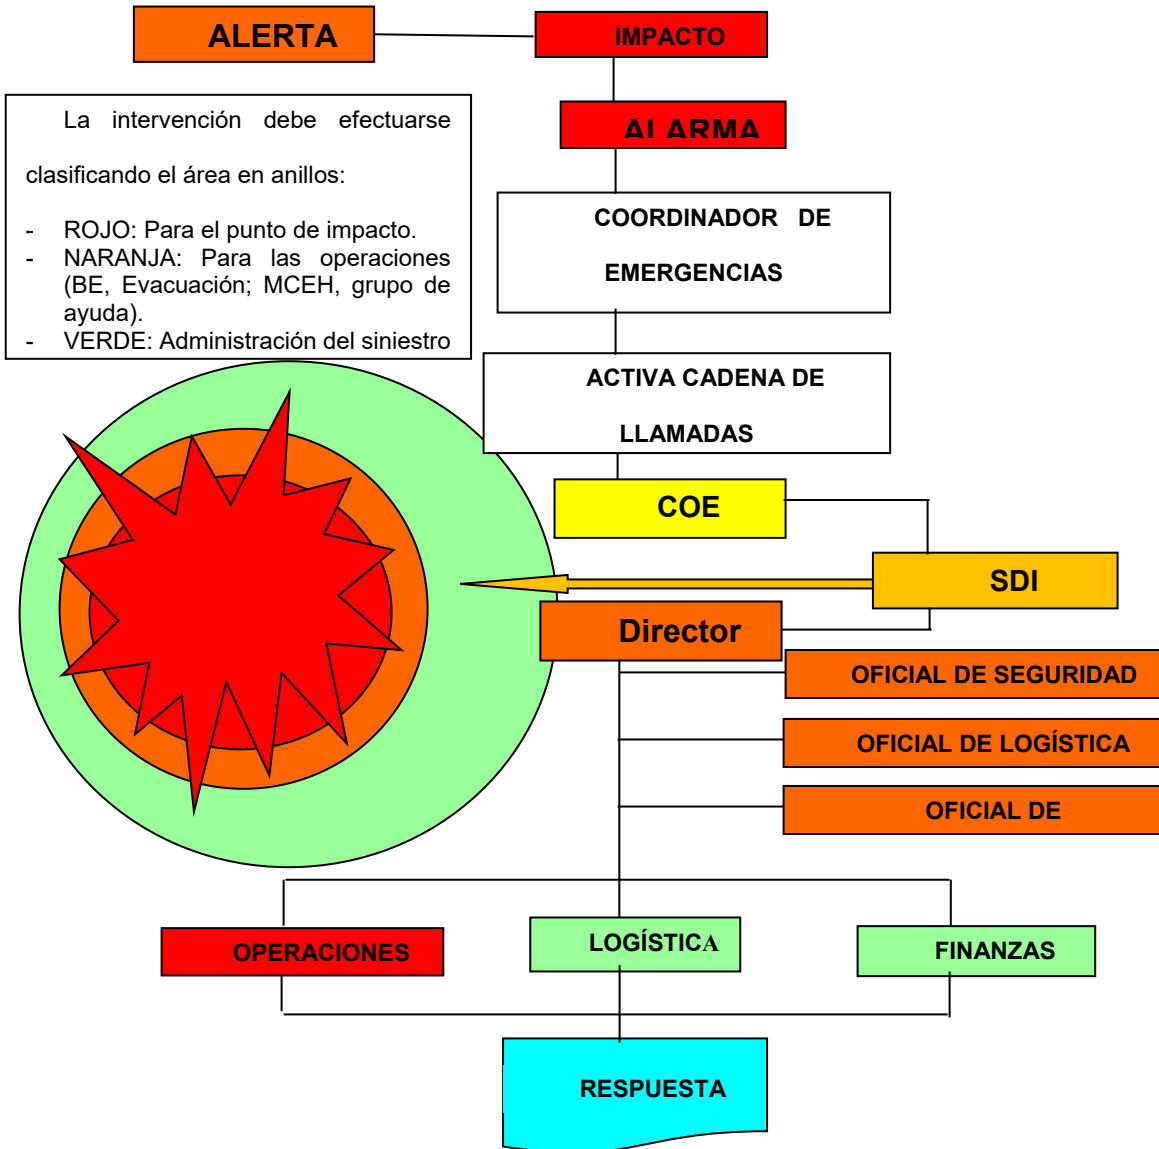 ALERTA
IMPACTO
ALARMA
La intervención debe efectuarse
clasificando el área en anillos:
- ROJO: Para el punto de impacto.
- NARANJA: Para las operaciones
(BE, Evacuación; MCEH, grupo de
ayuda).
- VERDE: Administración del siniestro
COORDINADOR DE
EMERGENCIAS
ACTIVA CADENA DE
LLAMADAS
COE
SDI
Director
OFICIAL DE SEGURIDAD
OFICIAL DE LOGÍSTICA
OFICIAL DE
OPERACIONES
LOGÍSTICA
FINANZAS
RESPUESTA